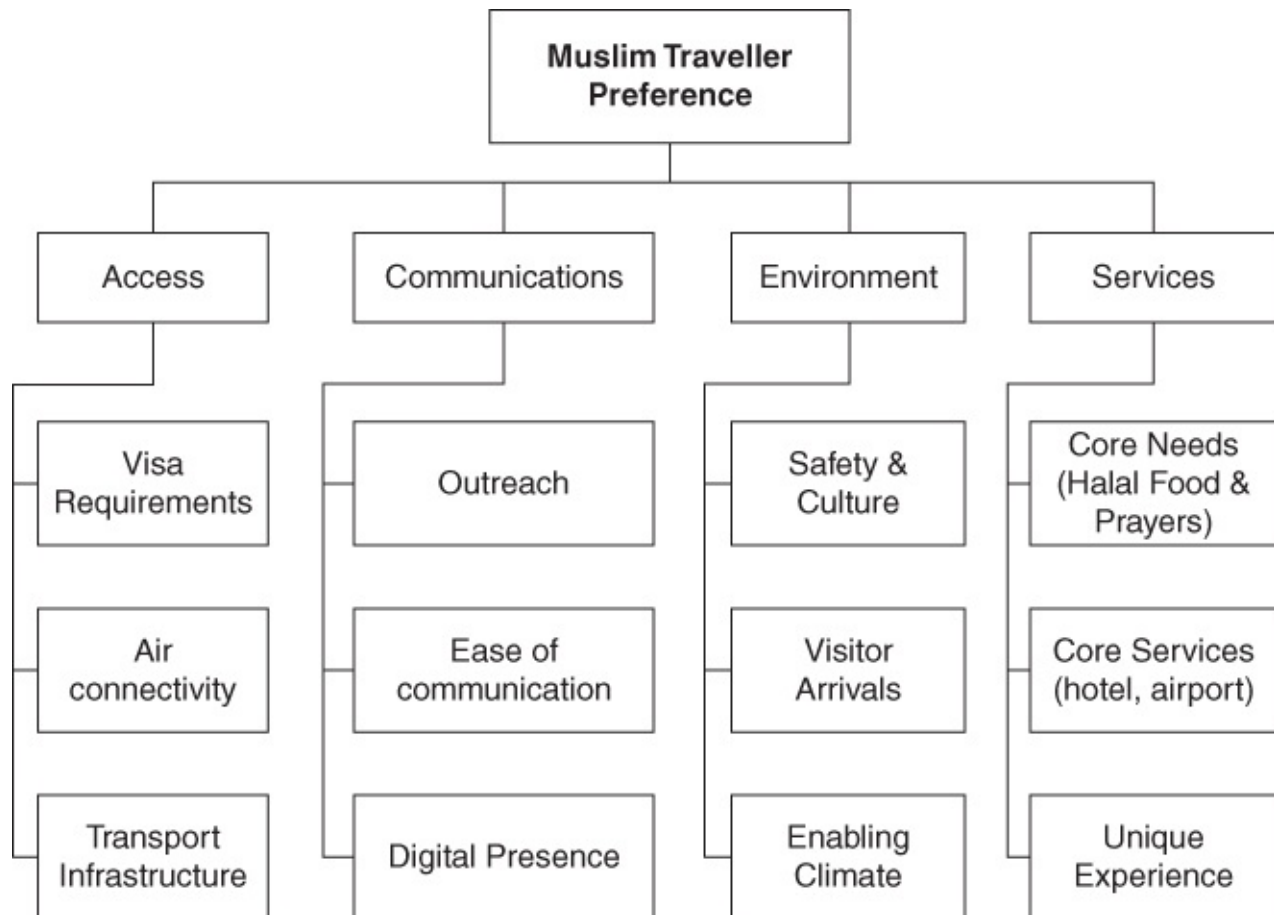 Muslim Traveller
Preference
Access
Communications
Environment
Services
Visa
Requirements
Outreach
Safety &
Culture
Core Needs
(Halal Food &
Prayers)
Air
connectivity
Ease of
communication
Visitor
Arrivals
Core Services
(hotel, airport)
Transport
Infrastructure
Digital Presence
Enabling
Climate
Unique
Experience